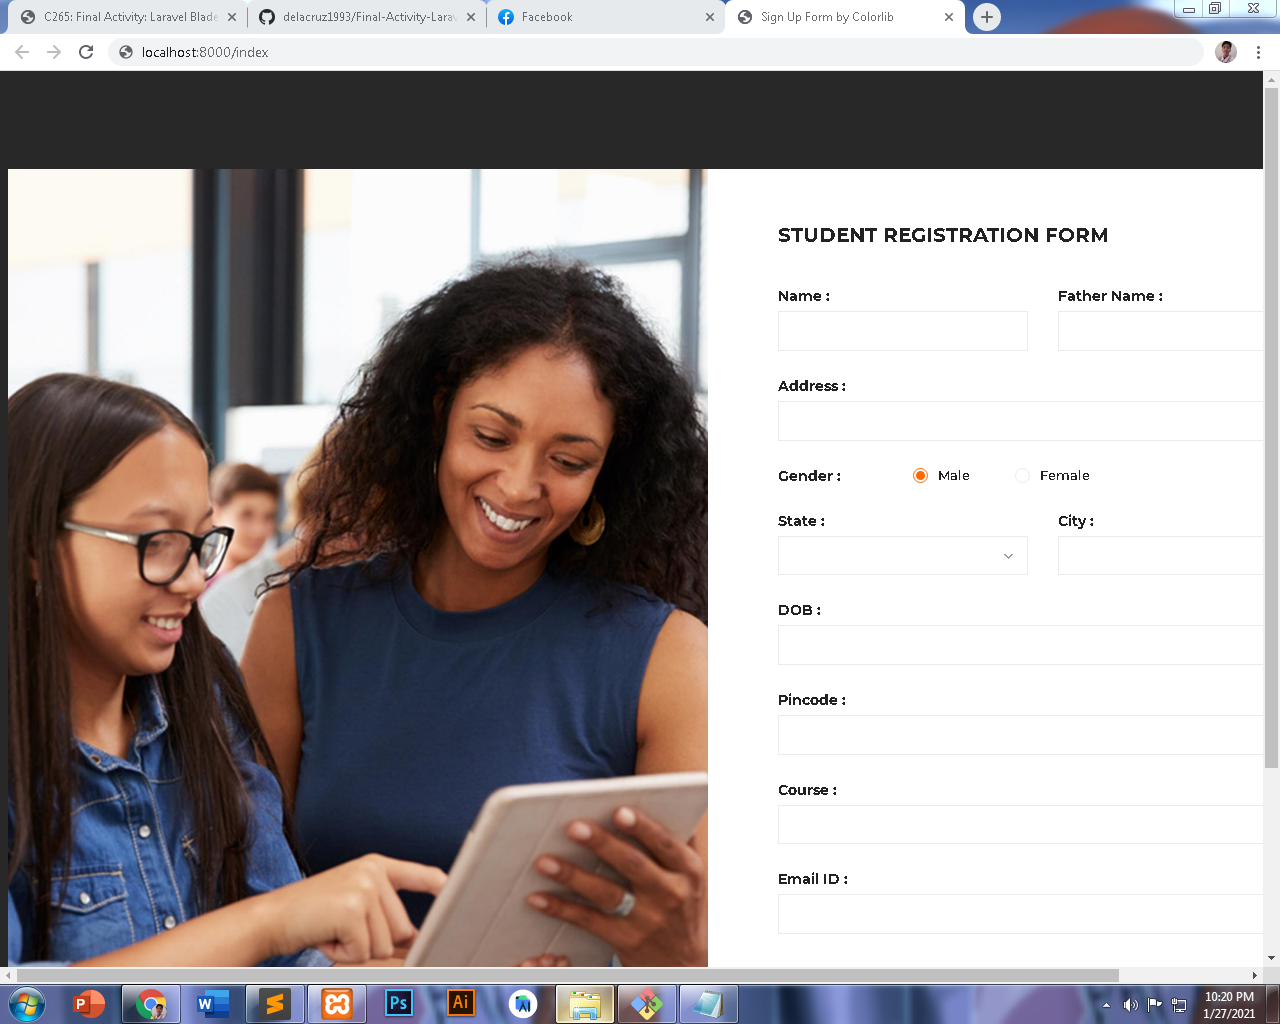 C265: Final Activity: Laravel Blade
delacruz1993/Final-Activity-Larav
Facebook
Sign Up Form by Colorlib
localhost:8000/index
STUDENT REGISTRATION FORM
Name :
Father Name :
Address :
Gender :
Male
Female
State :
City :
DOB :
Pincode :
Course :
Email ID :
P
W
S
Ps
Ai
10:20 PM
1/27/2021